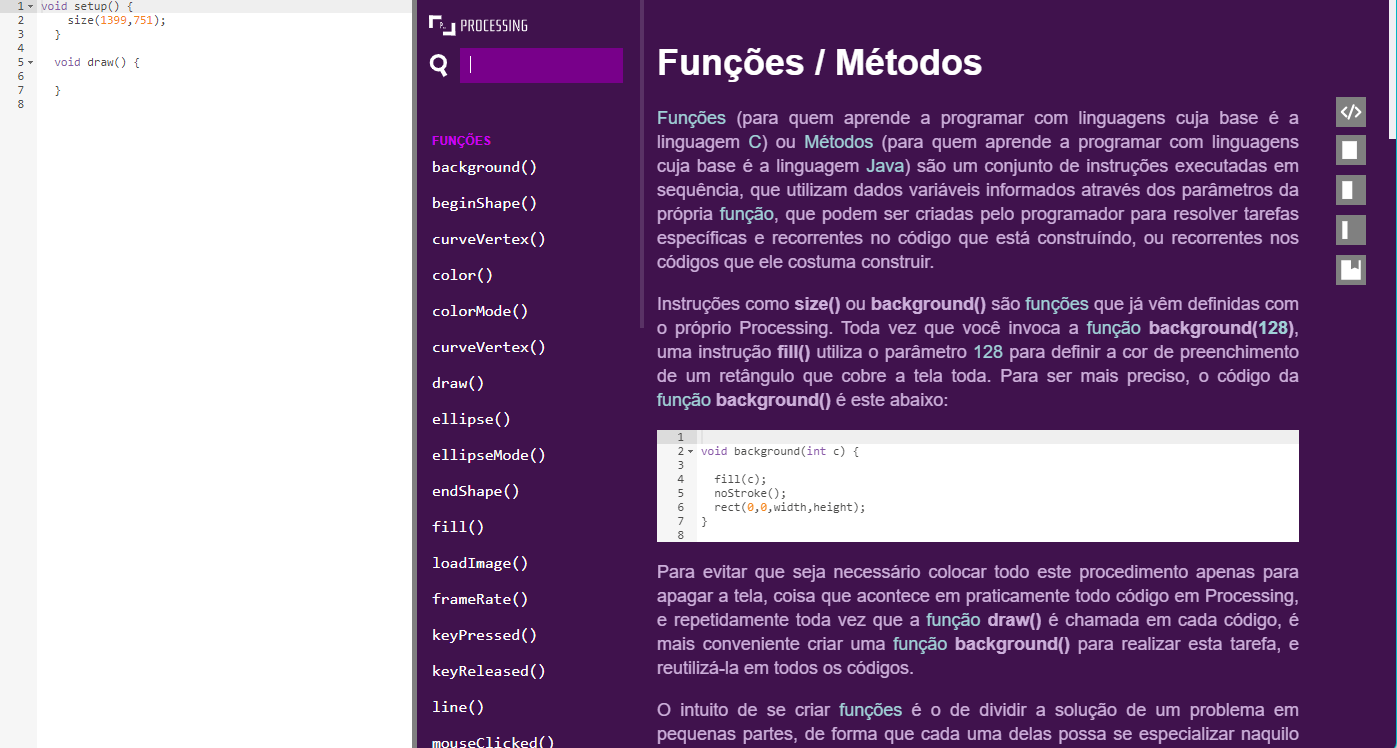 1 void setup() {
2 size(1399,751);
3 }
4
5 void draw() {
6
7 }
8
P5 PROCESSING
FUNÇÕES
background()
beginShape()
curveVertex()
color()
colorMode()
curveVertex()
draw()
ellipse()
ellipseMode()
endShape()
fill()
loadImage()
frameRate()
keyPressed()
keyReleased()
line()
mouseClicked()
Funções / Métodos
Funções (para quem aprende a programar com linguagens cuja base é a
linguagem C) ou Métodos (para quem aprende a programar com linguagens
cuja base é a linguagem Java) são um conjunto de instruções executadas em
sequência, que utilizam dados variáveis informados através dos parâmetros da
própria função, que podem ser criadas pelo programador para resolver tarefas
específicas e recorrentes no código que está construíndo, ou recorrentes nos
códigos que ele costuma construir.
Instruções como size() ou background() são funções que já vêm definidas com
o próprio Processing. Toda vez que você invoca a função background(128),
uma instrução fill() utiliza o parâmetro 128 para definir a cor de preenchimento
de um retângulo que cobre a tela toda. Para ser mais preciso, o código da
função background() é este abaixo:
1
2 void background(int c) {
3
4 fill(c);
5 noStroke();
6 rect(0,0,width,height);
7 }
8
Para evitar que seja necessário colocar todo este procedimento apenas para
apagar a tela, coisa que acontece em praticamente todo código em Processing,
e repetidamente toda vez que a função draw() é chamada em cada código, é
mais conveniente criar uma função background() para realizar esta tarefa, e
reutilizá-la em todos os códigos.
O intuito de se criar funções é o de dividir a solução de um problema em
pequenas partes, de forma que cada uma delas possa se especializar naquilo